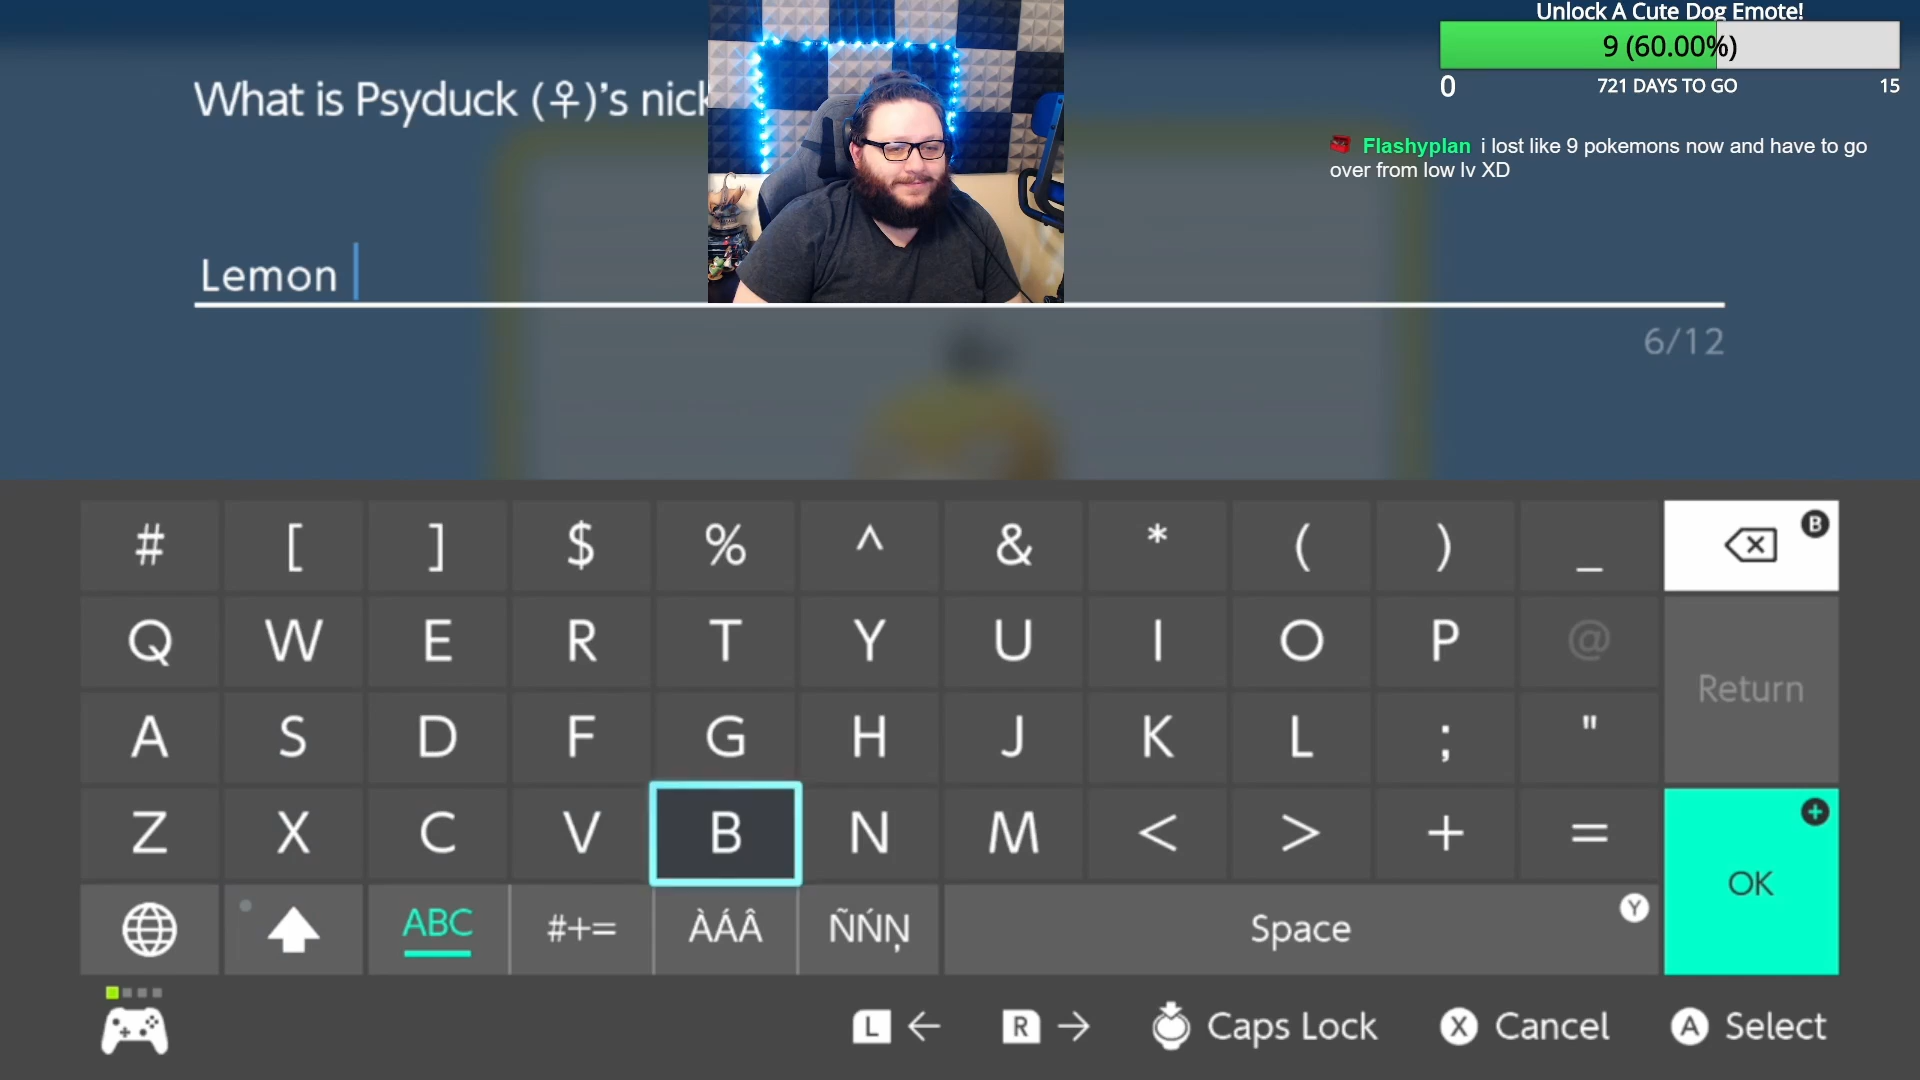 Unlock A Cute Dog Emote!
9 (60.00%)
0
721 DAYS TO GO
15
What is Psyduck (♀)'s nick
Flashyplan i lost like 9 pokemons now and have to go
over from low lv XD
Lemon
6/12
# [ ] $ % ^ & * ( ) _ B
Q W E R T Y U I O P @
Return
A S D F G H J K L ; "
Z X C V B N M < > + = +
OK
ABC #+= ÀÁÂ ÑŃŅ Space Y
L ← R → Caps Lock X Cancel A Select